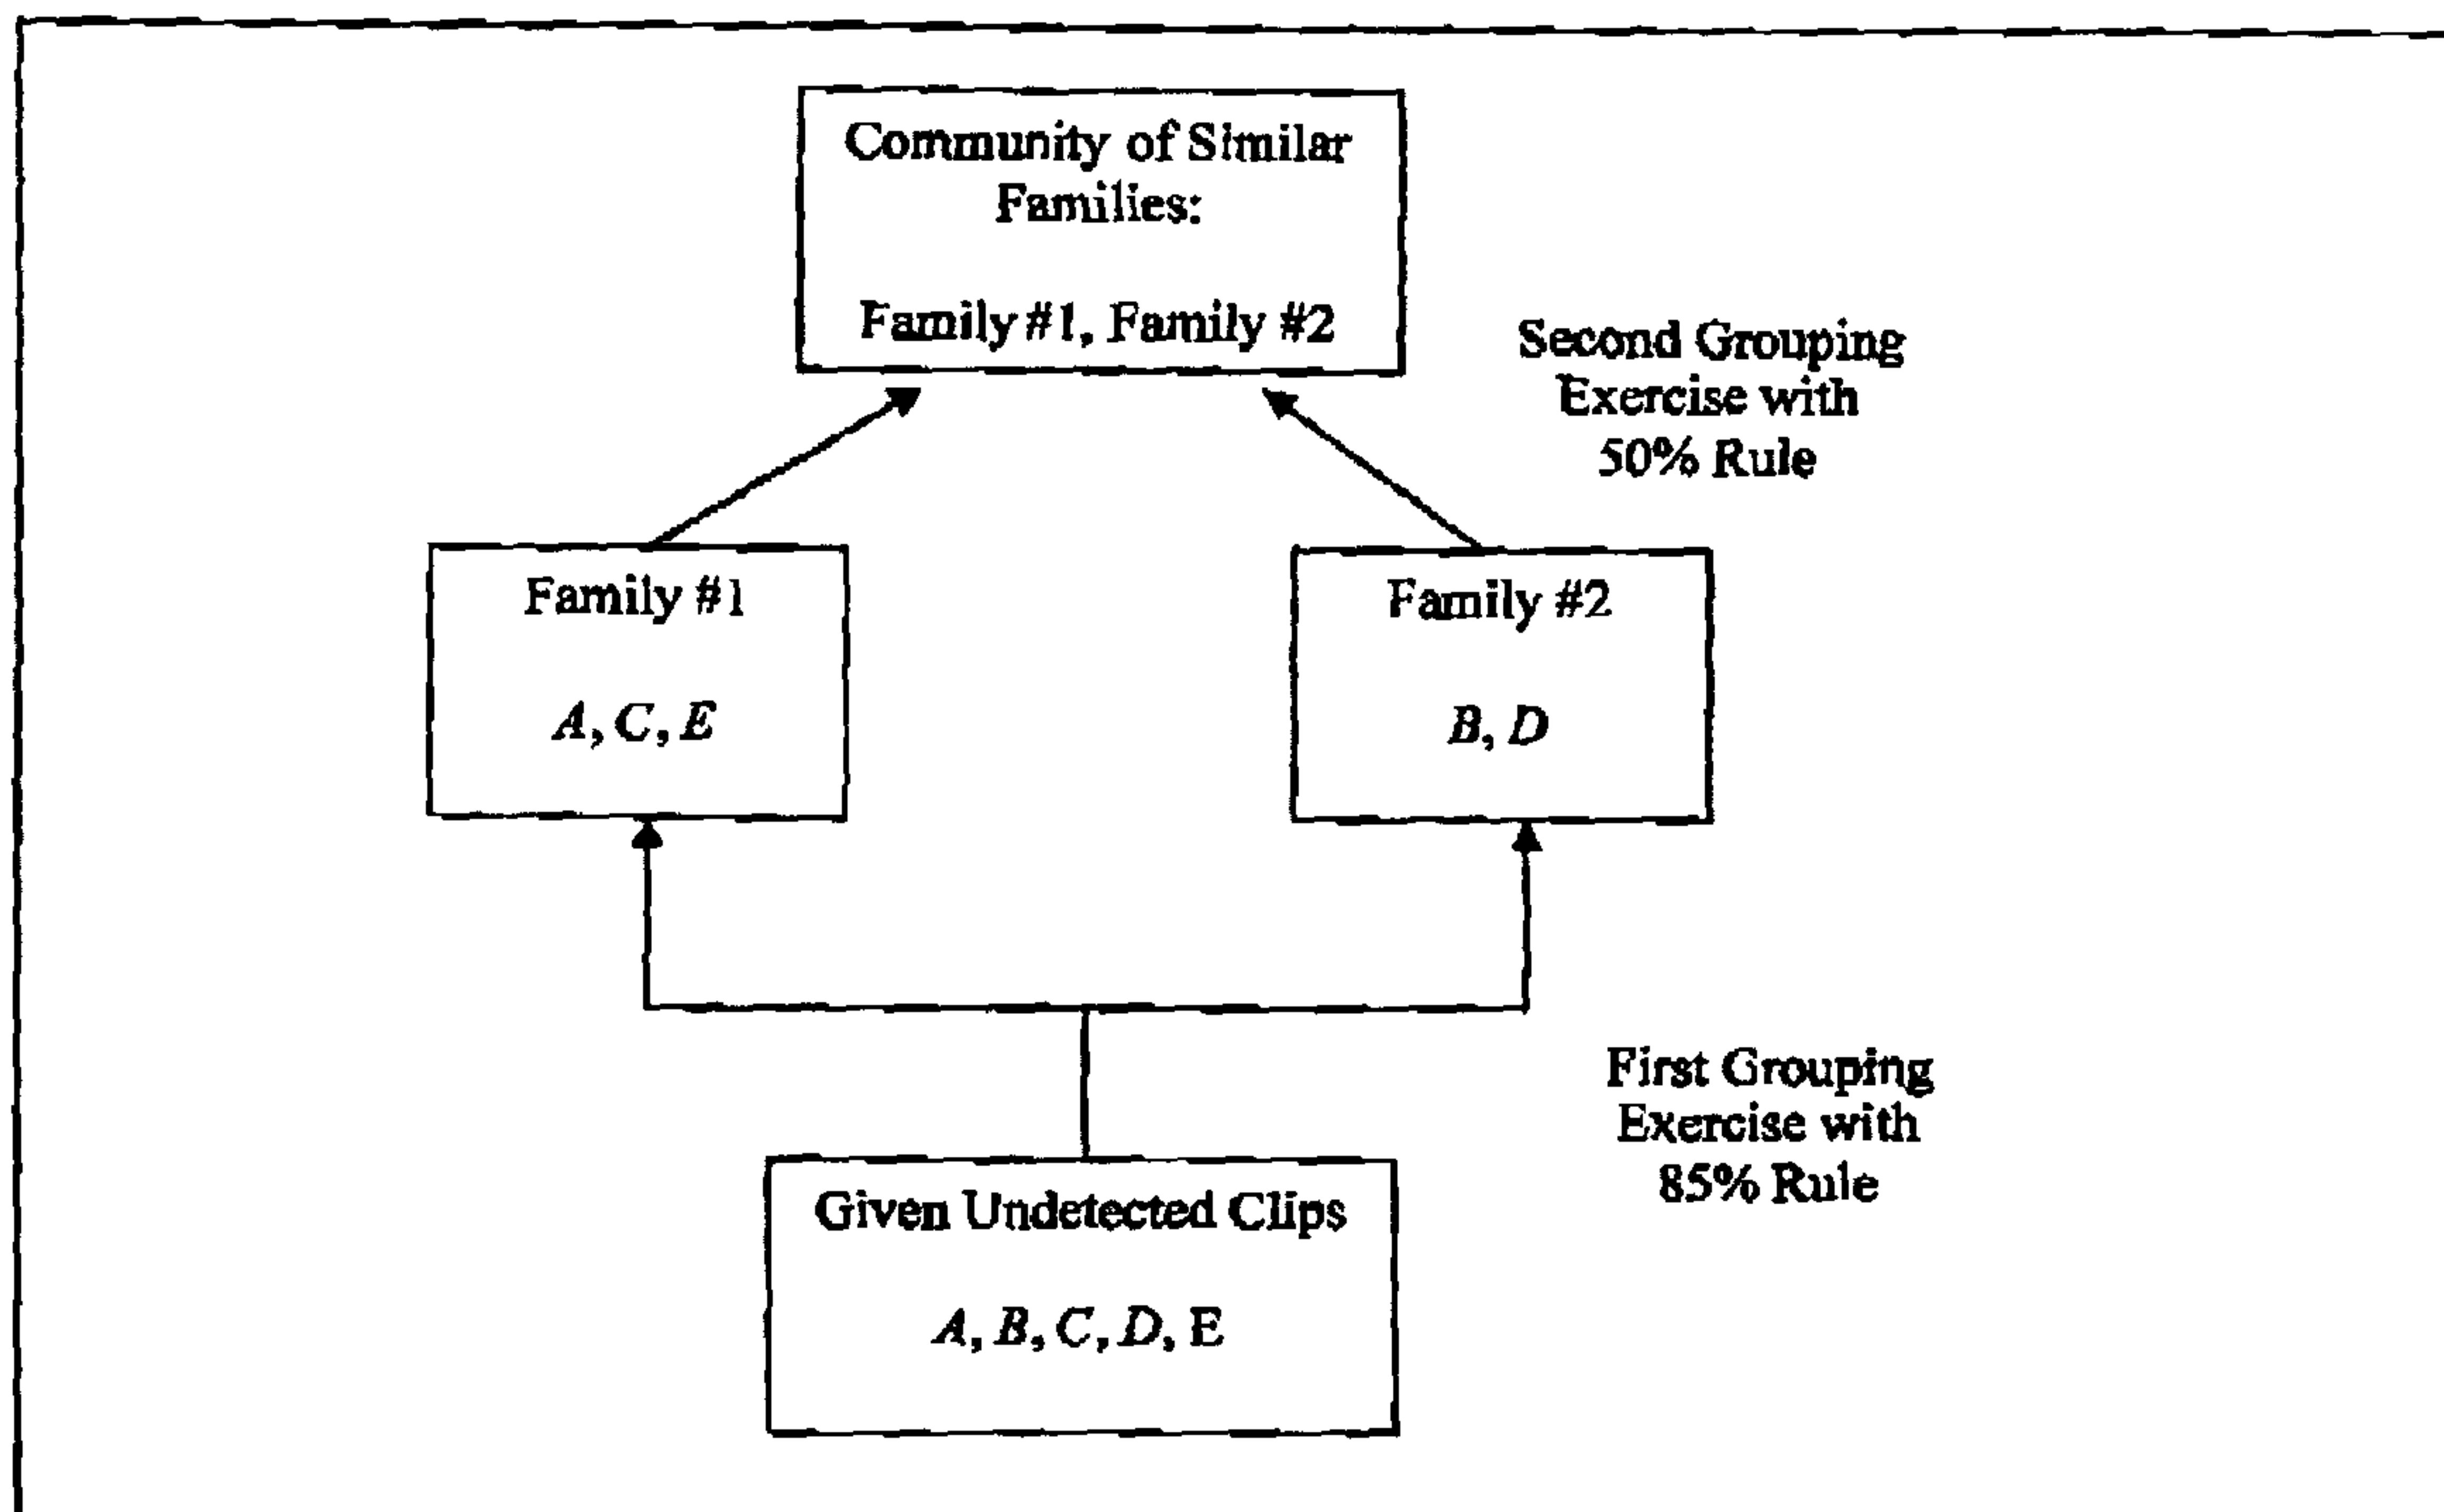 Community of Similar
Families:
Family #1, Family #2
Second Grouping
Exercise with
50% Rule
Family #1
A, C, E
Family #2
B, D
First Grouping
Exercise with
85% Rule
Given Undetected Clips
A, B, C, D, E